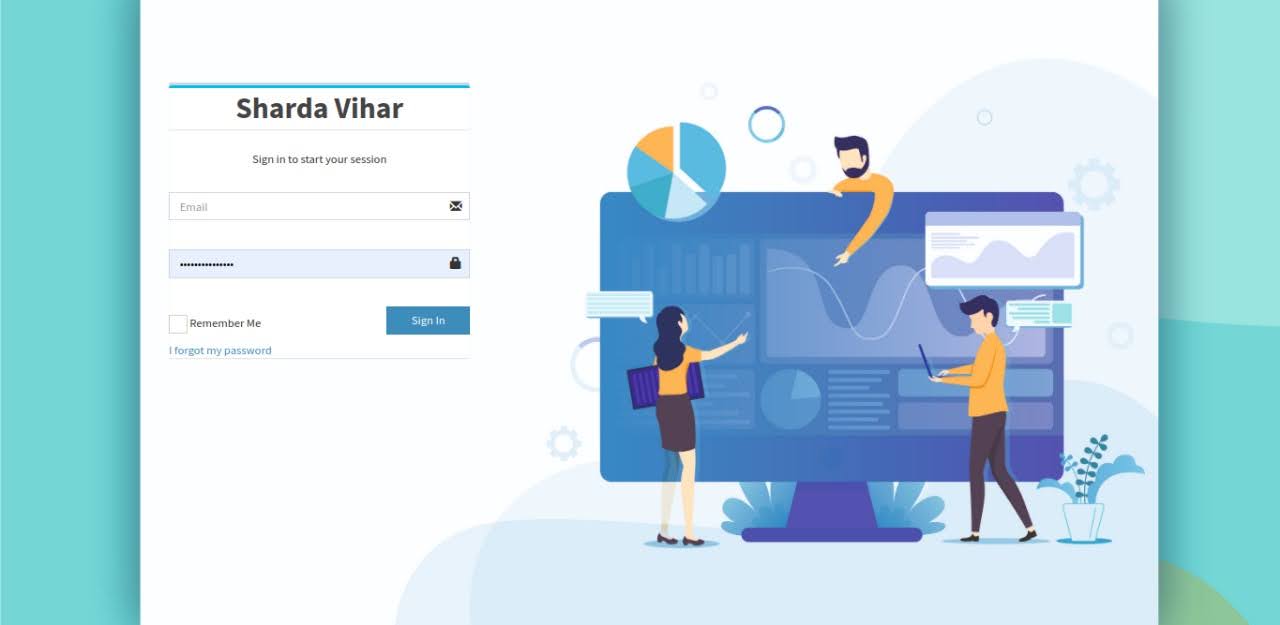 Sharda Vihar
Sign in to start your session
Email
•••••••••••••••
Remember Me
Sign In
I forgot my password